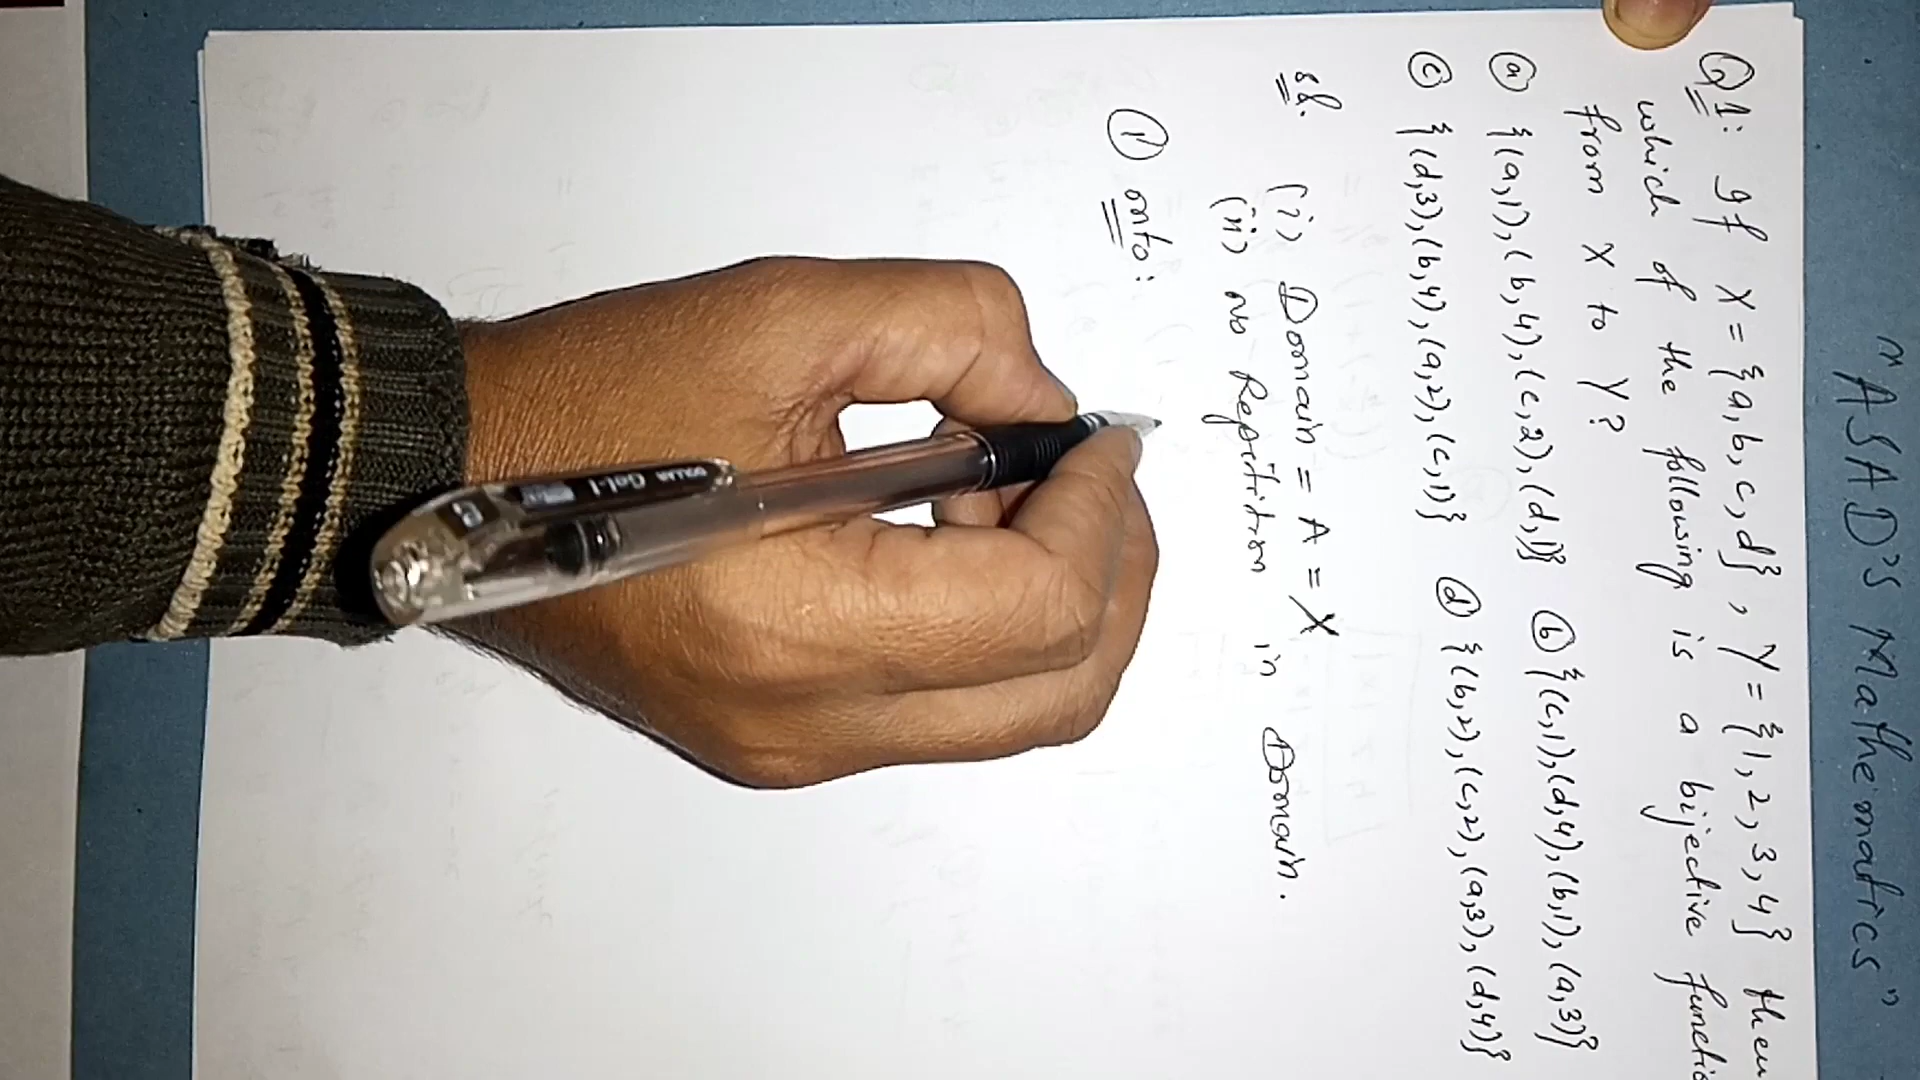 "ASAD's Mathematics"
Q1: If X = {a, b, c, d}, Y = {1, 2, 3, 4} then
which of the following is a bijective functio
from X to Y?
(a) {(a,1), (b,4), (c,2), (d,1)} (b) {(c,1), (d,4), (b,1), (a,3)}
(c) {(d,3), (b,4), (a,2), (c,1)} (d) {(b,2), (c,2), (a,3), (d,4)}
Sol. (i) Domain = A = X
(ii) no Repetition in Domain.
(1) onto:
DOLLAR Gel-1